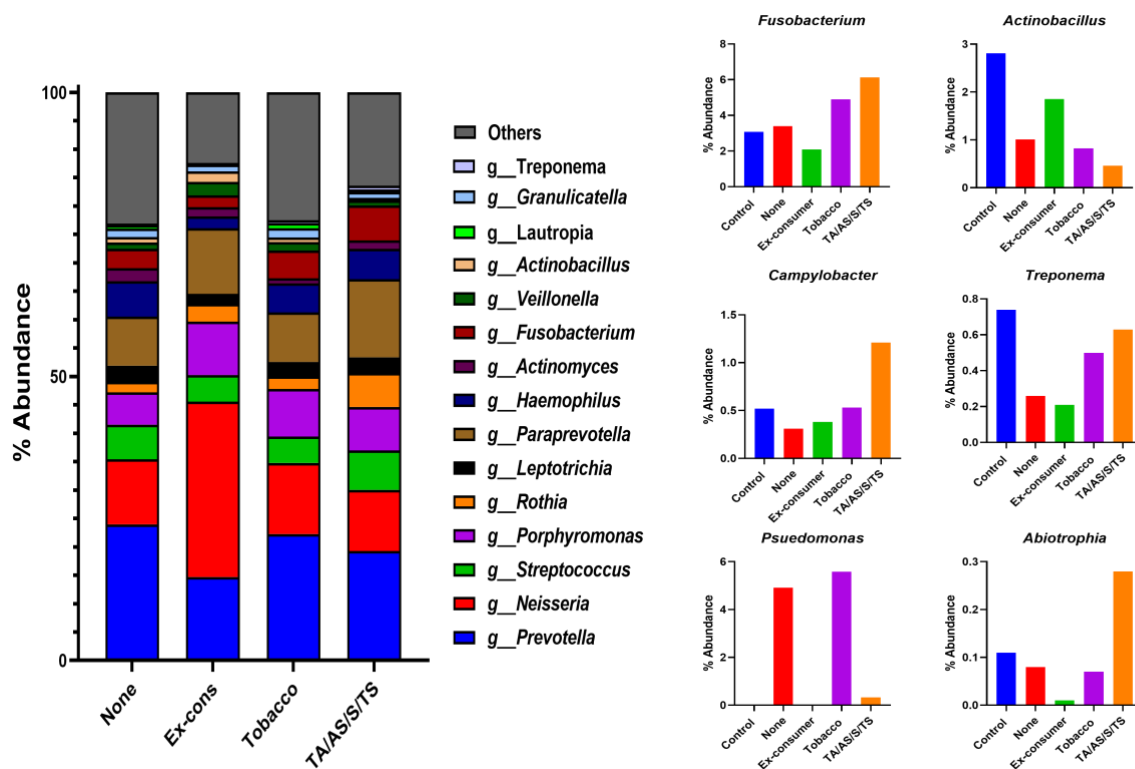 % Abundance
100
50
0
None
Ex-cons
Tobacco
TA/AS/S/TS
Others
g__Treponema
g__Granulicatella
g__Lautropia
g__Actinobacillus
g__Veillonella
g__Fusobacterium
g__Actinomyces
g__Haemophilus
g__Paraprevotella
g__Leptotrichia
g__Rothia
g__Porphyromonas
g__Streptococcus
g__Neisseria
g__Prevotella
Fusobacterium
% Abundance
8
6
4
2
0
Control
None
Ex-consumer
Tobacco
TA/AS/S/TS
Actinobacillus
% Abundance
3
2
1
0
Control
None
Ex-consumer
Tobacco
TA/AS/S/TS
Campylobacter
% Abundance
1.5
1.0
0.5
0.0
Control
None
Ex-consumer
Tobacco
TA/AS/S/TS
Treponema
% Abundance
0.8
0.6
0.4
0.2
0.0
Control
None
Ex-consumer
Tobacco
TA/AS/S/TS
Psuedomonas
% Abundance
6
4
2
0
Control
None
Ex-consumer
Tobacco
TA/AS/S/TS
Abiotrophia
% Abundance
0.3
0.2
0.1
0.0
Control
None
Ex-consumer
Tobacco
TA/AS/S/TS